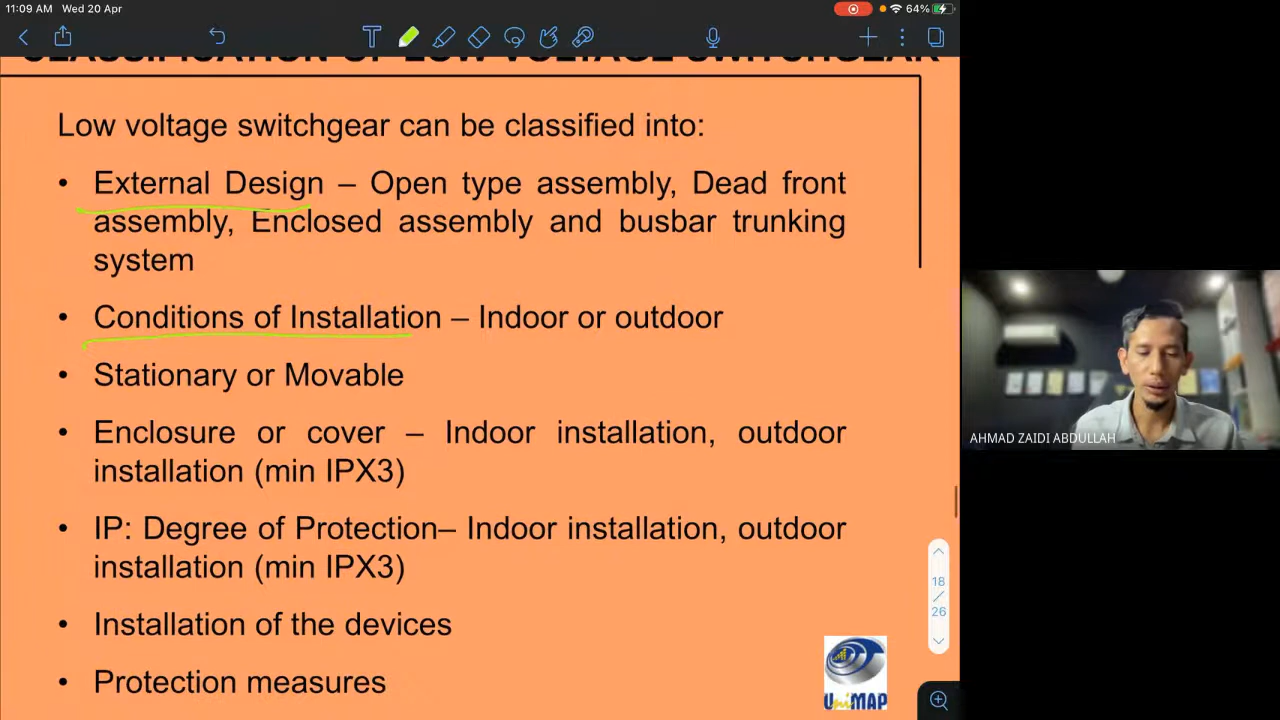 11:09 AM Wed 20 Apr
64%
CLASSIFICATION OF LOW VOLTAGE SWITCHGEAR
Low voltage switchgear can be classified into:
• External Design – Open type assembly, Dead front
assembly, Enclosed assembly and busbar trunking
system
• Conditions of Installation – Indoor or outdoor
• Stationary or Movable
• Enclosure or cover – Indoor installation, outdoor
installation (min IPX3)
• IP: Degree of Protection– Indoor installation, outdoor
installation (min IPX3)
• Installation of the devices
• Protection measures
18
/
26
UniMAP
AHMAD ZAIDI ABDULLAH